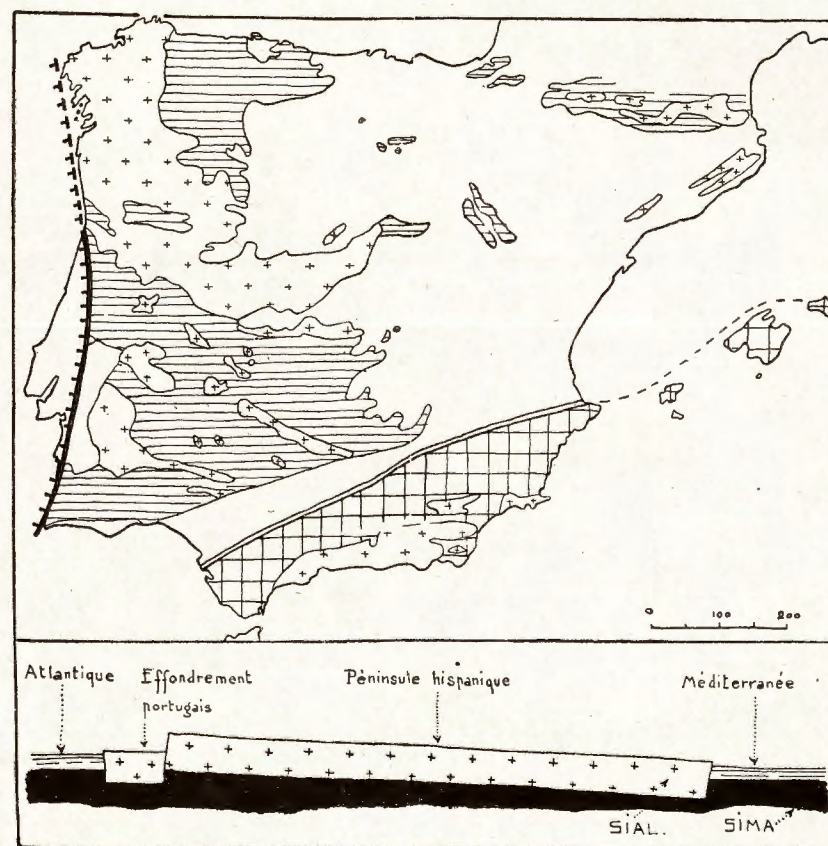 0 100 200
Atlantique Effondrement portugais Péninsule hispanique Méditerranée
SIAL. SIMA